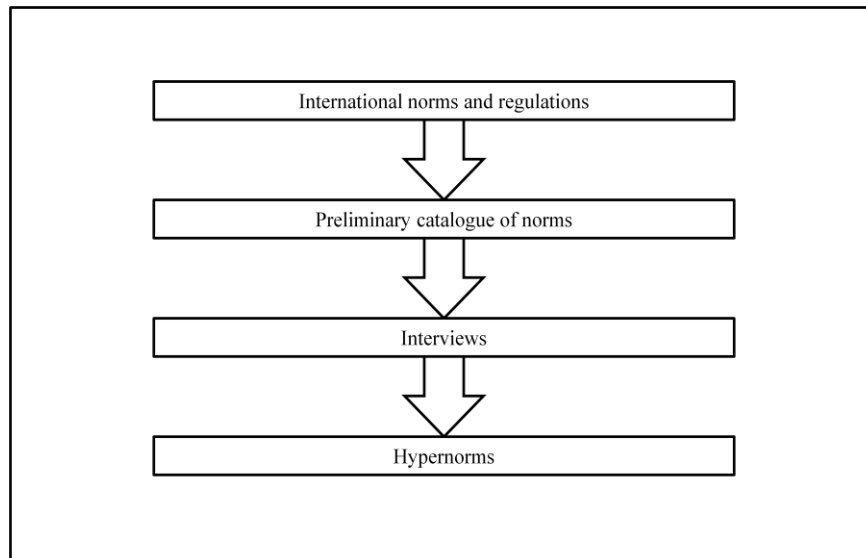 International norms and regulations
Preliminary catalogue of norms
Interviews
Hypernorms